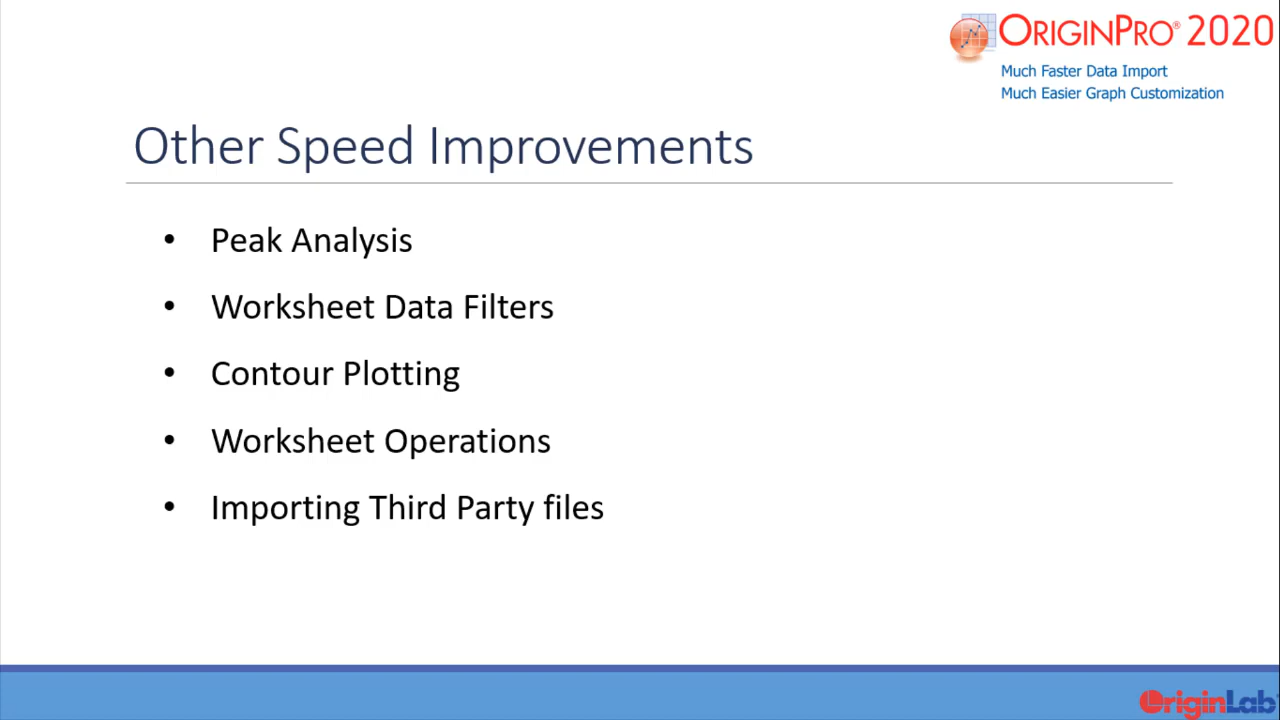 ORIGINPRO® 2020
Much Faster Data Import
Much Easier Graph Customization
Other Speed Improvements
• Peak Analysis
• Worksheet Data Filters
• Contour Plotting
• Worksheet Operations
• Importing Third Party files
OriginLab